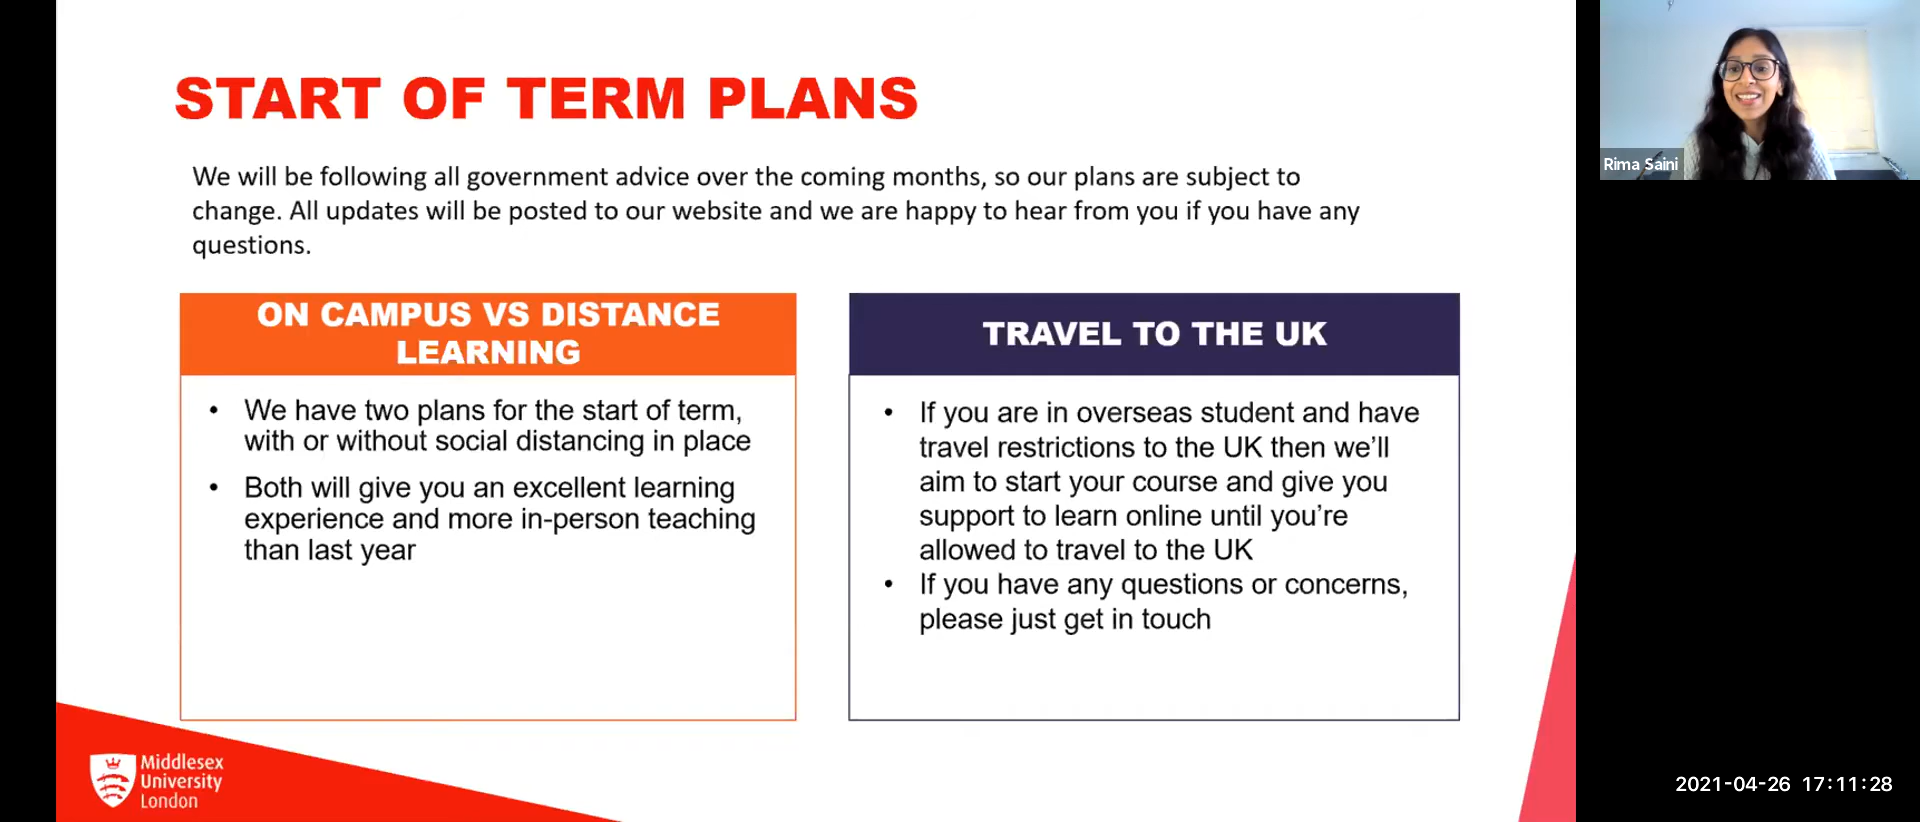 START OF TERM PLANS
We will be following all government advice over the coming months, so our plans are subject to
change. All updates will be posted to our website and we are happy to hear from you if you have any
questions.
ON CAMPUS VS DISTANCE
LEARNING
• We have two plans for the start of term,
with or without social distancing in place
• Both will give you an excellent learning
experience and more in-person teaching
than last year
TRAVEL TO THE UK
• If you are in overseas student and have
travel restrictions to the UK then we'll
aim to start your course and give you
support to learn online until you're
allowed to travel to the UK
• If you have any questions or concerns,
please just get in touch
Middlesex
University
London
Rima Saini
2021-04-26 17:11:28